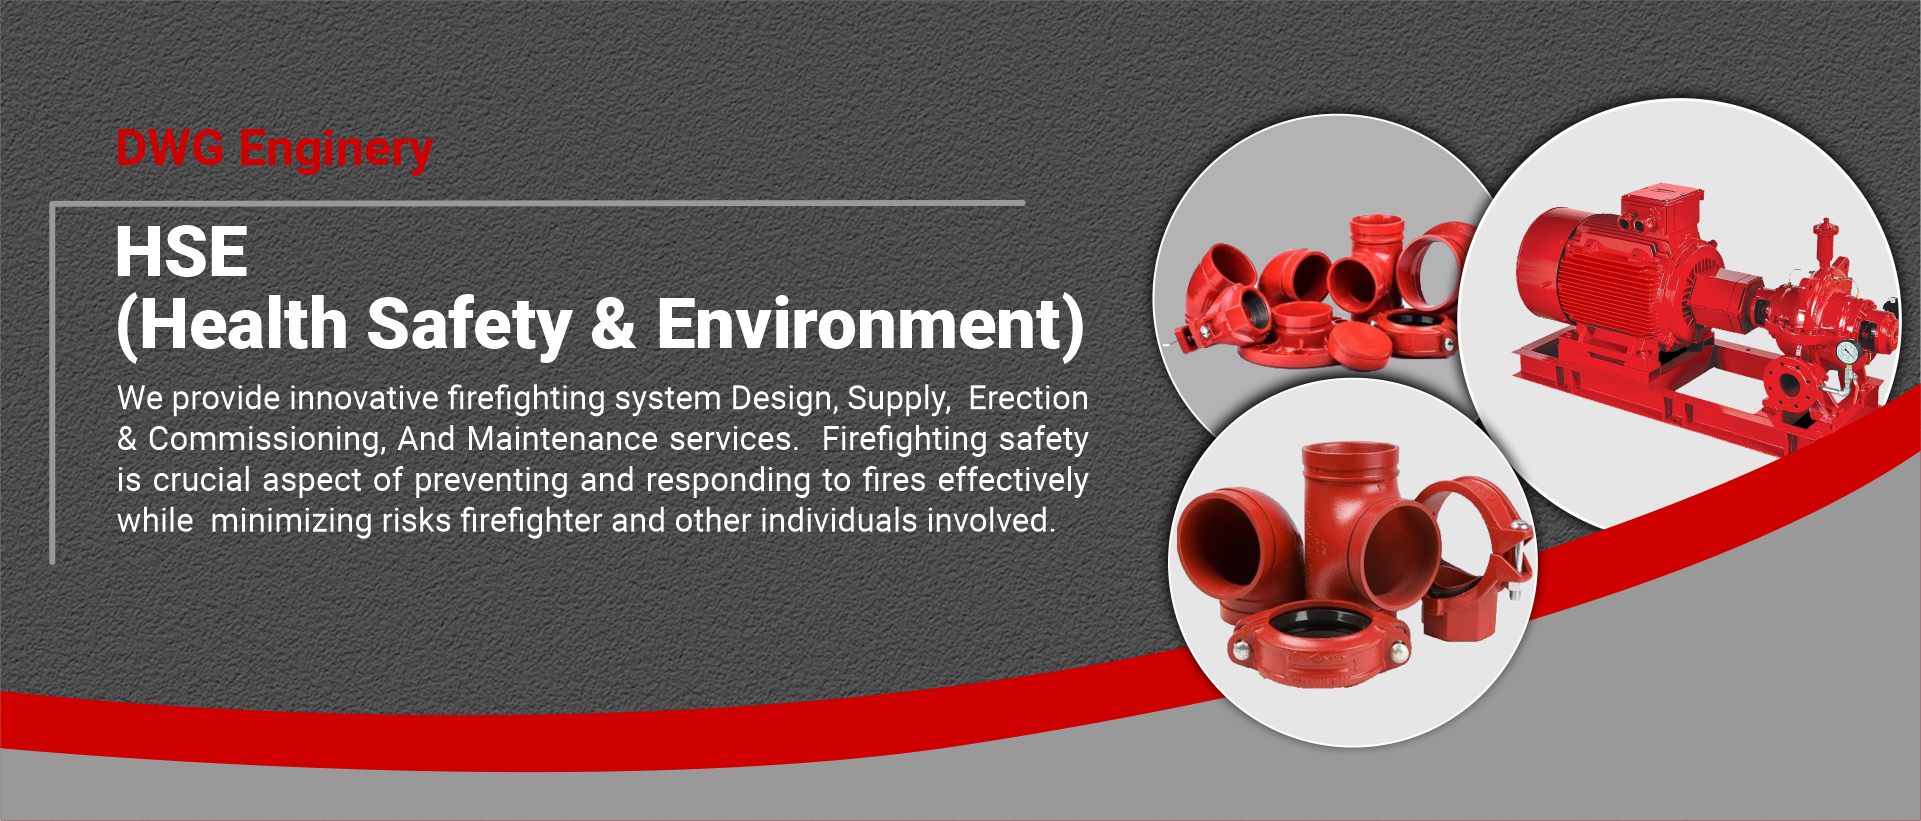 DWG Enginery
HSE
(Health Safety & Environment)
We provide innovative firefighting system Design, Supply, Erection
& Commissioning, And Maintenance services. Firefighting safety
is crucial aspect of preventing and responding to fires effectively
while minimizing risks firefighter and other individuals involved.